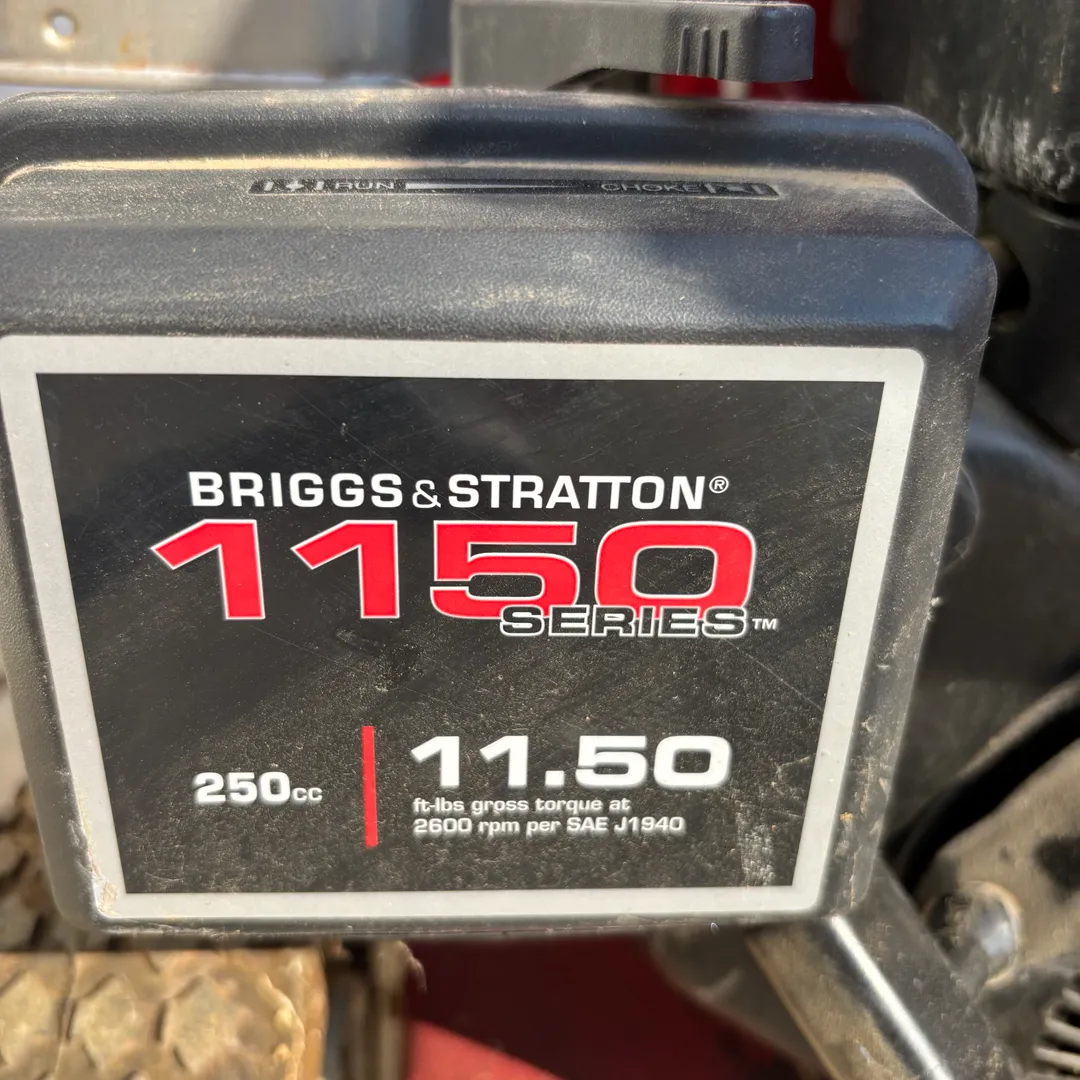 RUN CHOKE
BRIGGS & STRATTON®
1150
SERIES™
250cc
11.50
ft-lbs gross torque at
2600 rpm per SAE J1940